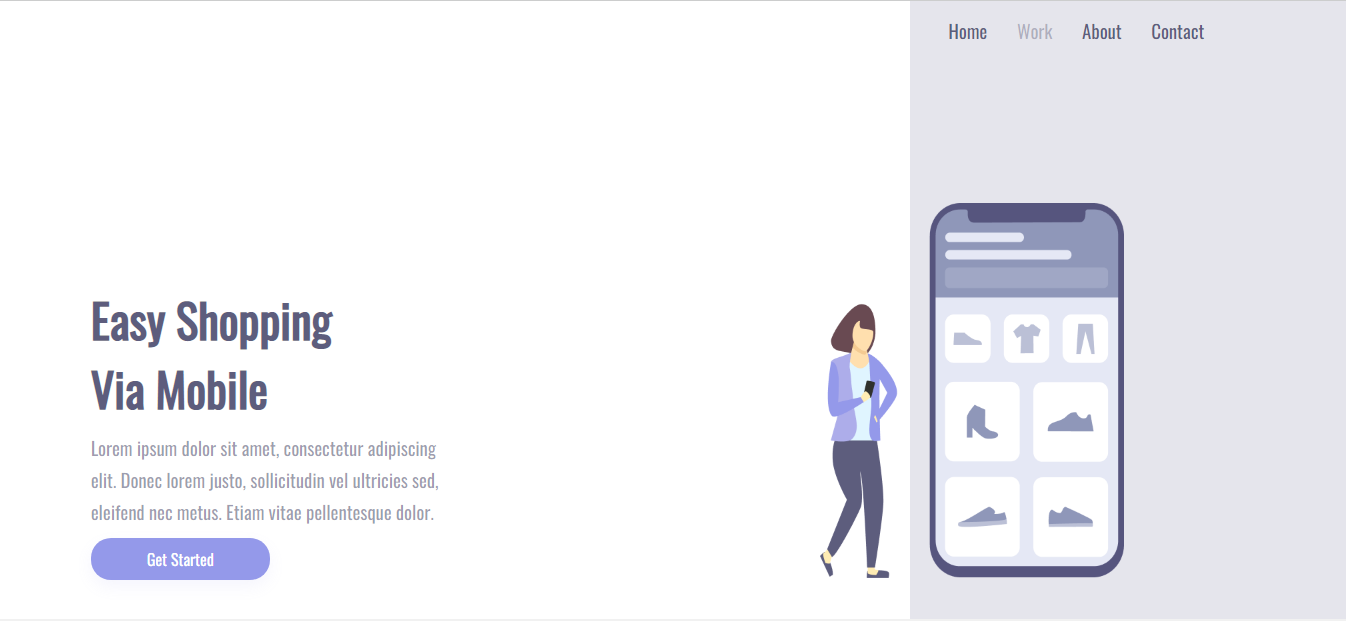 Home Work About Contact
Easy Shopping
Via Mobile
Lorem ipsum dolor sit amet, consectetur adipiscing
elit. Donec lorem justo, sollicitudin vel ultricies sed,
eleifend nec metus. Etiam vitae pellentesque dolor.
Get Started